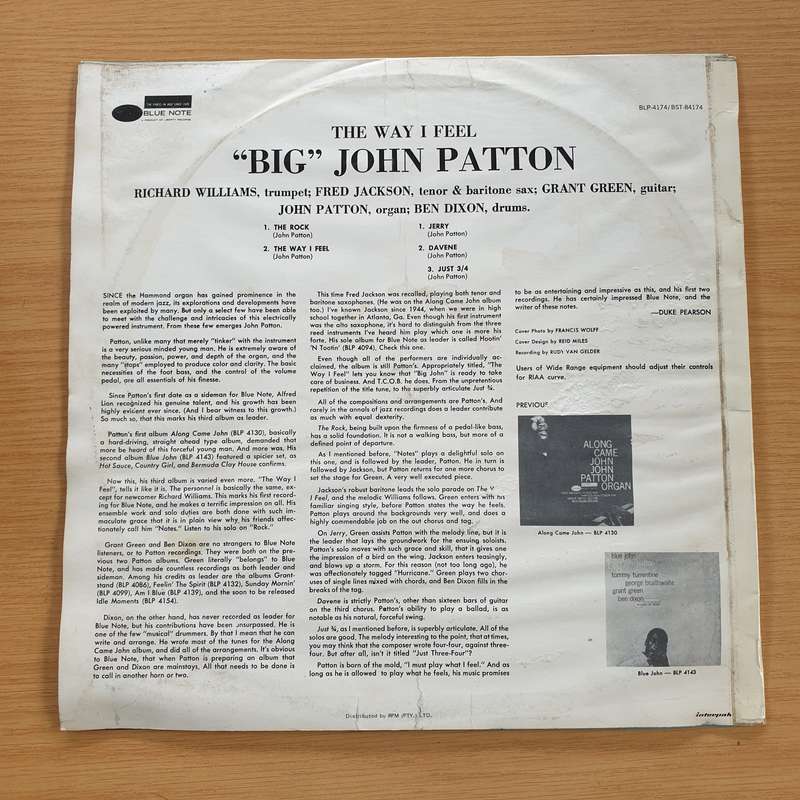 THE FINEST IN JAZZ SINCE 1939
BLUE NOTE
A PRODUCT OF LIBERTY RECORDS
BLP-4174/BST-84174
THE WAY I FEEL
“BIG” JOHN PATTON
RICHARD WILLIAMS, trumpet; FRED JACKSON, tenor & baritone sax; GRANT GREEN, guitar;
JOHN PATTON, organ; BEN DIXON, drums.
1. THE ROCK
(John Patton)
2. THE WAY I FEEL
(John Patton)
1. JERRY
(John Patton)
2. DAVENE
(John Patton)
3. JUST 3/4
(John Patton)
SINCE the Hammond organ has gained prominence in the
realm of modern jazz, its explorations and developments have
been exploited by many. But only a select few have been able
to meet with the challenge and intricacies of this electrically
powered instrument. From these few emerges John Patton.
Patton, unlike many that merely "tinker" with the instrument
is a very serious minded young man. He is extremely aware of
the beauty, passion, power, and depth of the organ, and the
many "stops" employed to produce color and clarity. The basic
necessities of the foot bass, and the control of the volume
pedal, are all essentials of his finesse.
Since Patton's first date as a sideman for Blue Note, Alfred
Lion recognized his genuine talent, and his growth has been
highly evident ever since. (And I bear witness to this growth.)
So much so, that this marks his third album as leader.
Patton's first album Along Came John (BLP 4130), basically
a hard-driving, straight ahead type album, demanded that
more be heard of this forceful young man. And more was. His
second album Blue John (BLP 4143) featured a spicier set, as
Hot Sauce, Country Girl, and Bermuda Clay House confirms.
Now this, his third album is varied even more. "The Way I
Feel", tells it like it is. The personnel is basically the same, ex-
cept for newcomer Richard Williams. This marks his first record-
ing for Blue Note, and he makes a terrific impression on all. His
ensemble work and solo duties are both done with such im-
maculate grace that it is in plain view why his friends affec-
tionately call him "Notes." Listen to his solo on "Rock."
Grant Green and Ben Dixon are no strangers to Blue Note
listeners, or to Patton recordings. They were both on the pre-
vious two Patton albums. Green literally "belongs" to Blue
Note, and has made countless recordings as both leader and
sideman. Among his credits as leader are the albums Grant-
stand (BLP 4086), Feelin' The Spirit (BLP 4132), Sunday Mornin'
(BLP 4099), Am I Blue (BLP 4139), and the soon to be released
Idle Moments (BLP 4154).
Dixon, on the other hand, has never recorded as leader for
Blue Note, but his contributions have been unsurpassed. He is
one of the few "musical" drummers. By that I mean that he can
write and arrange. He wrote most of the tunes for the Along
Came John album, and did all of the arrangements. It's obvious
to Blue Note, that when Patton is preparing an album that
Green and Dixon are mainstays. All that needs to be done is
to call in another horn or two.
This time Fred Jackson was recalled, playing both tenor and
baritone saxophones. (He was on the Along Came John album
too.) I've known Jackson since 1944, when we were in high
school together in Atlanta, Ga. Even though his first instrument
was the alto saxophone, it's hard to distinguish from the three
reed instruments I've heard him play which one is more his
forte. His sole album for Blue Note as leader is called Hootin'
'N Tootin' (BLP 4094). Check this one.
Even though all of the performers are individually ac-
claimed, the album is still Patton's. Appropriately titled, "The
Way I Feel" lets you know that "Big John" is ready to take
care of business. And T.C.O.B. he does. From the unpretentious
repetition of the title tune, to the superbly articulate Just ¾.
All of the compositions and arrangements are Patton's. And
rarely in the annals of jazz recordings does a leader contribute
as much with equal dexterity.
The Rock, being built upon the firmness of a pedal-like bass,
has a solid foundation. It is not a walking bass, but more of a
defined point of departure.
As I mentioned before, "Notes" plays a delightful solo on
this one, and is followed by the leader, Patton. He in turn is
followed by Jackson, but Patton returns for one more chorus to
set the stage for Green. A very well executed piece.
Jackson's robust baritone leads the solo parade on The
I Feel, and the melodic Williams follows. Green enters with his
familiar singing style, before Patton states the way he feels.
Patton plays around the backgrounds very well, and does a
highly commendable job on the out chorus and tag.
On Jerry, Green assists Patton with the melody line, but it is
the leader that lays the groundwork for the ensuing soloists.
Patton's solo moves with such grace and skill, that it gives one
the impression of a bird on the wing. Jackson enters teasingly,
and blows up a storm. For this reason (not too long ago), he
was affectionately tagged "Hurricane." Green plays two chor-
uses of single lines mixed with chords, and Ben Dixon fills in the
breaks of the tag.
Davene is strictly Patton's, other than sixteen bars of guitar
on the third chorus. Patton's ability to play a ballad, is as
notable as his natural, forceful swing.
Just ¾, as I mentioned before, is superbly articulate. All of the
solos are good. The melody interesting to the point, that at times,
you may think that the composer wrote four-four, against three-
four. But after all, isn't it titled "Just Three-Four"?
Patton is born of the mold, "I must play what I feel." And as
long as he is allowed to play what he feels, his music promises
to be as entertaining and impressive as this, and his first two
recordings. He has certainly impressed Blue Note, and the
writer of these notes.
—DUKE PEARSON
Cover Photo by FRANCIS WOLFF
Cover Design by REID MILES
Recording by RUDY VAN GELDER
Users of Wide Range equipment should adjust their controls
for RIAA curve.
PREVIOUS
ALONG
CAME
JOHN
JOHN
PATTON
ORGAN
Along Came John — BLP 4130
blue john
tommy turrentine
george braithwaite
grant green
ben dixon
Blue John — BLP 4143
Distributed by RPM (PTY.) LTD.
interpak